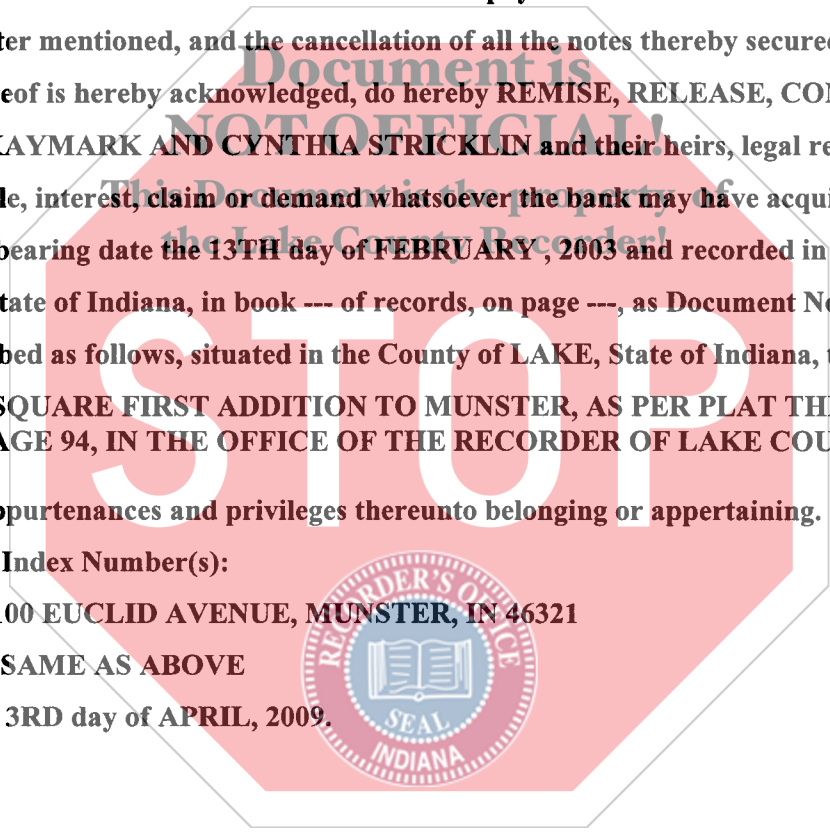 ter mentioned, and the cancellation of all the notes thereby secured
eof is hereby acknowledged, do hereby REMISE, RELEASE, CON
KAYMARK AND CYNTHIA STRICKLIN and their heirs, legal re
le, interest, claim or demand whatsoever the bank may have acqui
bearing date the 13TH day of FEBRUARY , 2003 and recorded in
tate of Indiana, in book --- of records, on page ---, as Document No
bed as follows, situated in the County of LAKE, State of Indiana, t
SQUARE FIRST ADDITION TO MUNSTER, AS PER PLAT THE
AGE 94, IN THE OFFICE OF THE RECORDER OF LAKE COU
ppurtenances and privileges thereunto belonging or appertaining.
Index Number(s):
00 EUCLID AVENUE, MUNSTER, IN 46321
SAME AS ABOVE
3RD day of APRIL, 2009.
Document is
NOT OFFICIAL!
This Document is the property of
the Lake County Recorder!
STOP
RECORDER'S OFFICE
SEAL
INDIANA